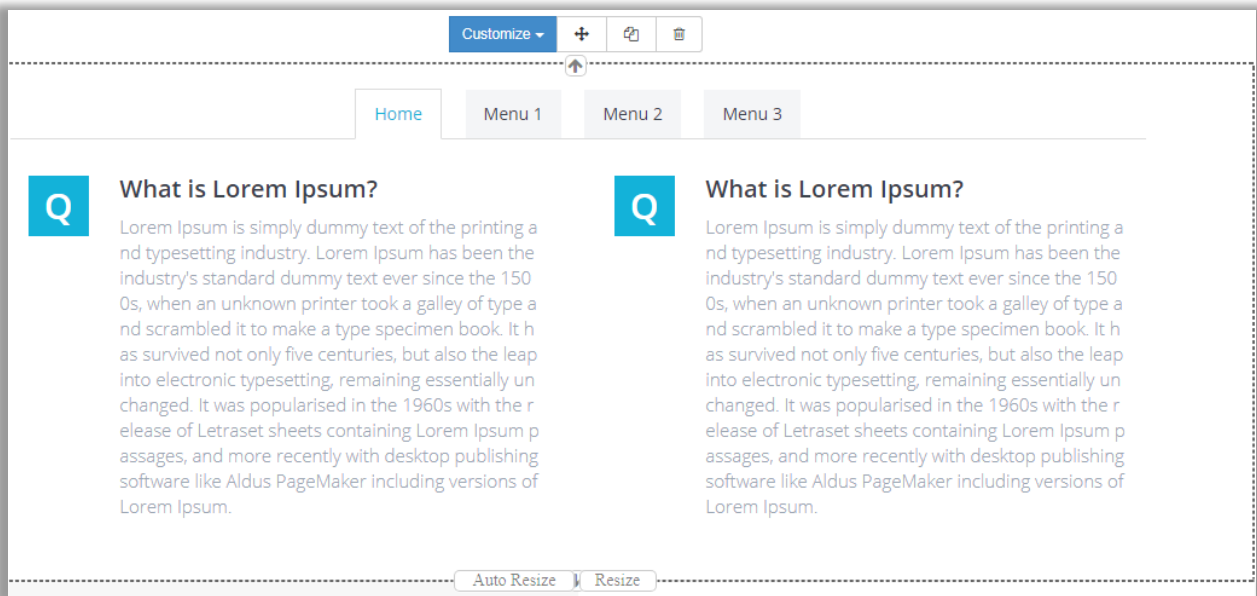 Customize
Home
Menu 1
Menu 2
Menu 3
Q
What is Lorem Ipsum?
Lorem Ipsum is simply dummy text of the printing a
nd typesetting industry. Lorem Ipsum has been the
industry's standard dummy text ever since the 150
0s, when an unknown printer took a galley of type a
nd scrambled it to make a type specimen book. It h
as survived not only five centuries, but also the leap
into electronic typesetting, remaining essentially un
changed. It was popularised in the 1960s with the r
elease of Letraset sheets containing Lorem Ipsum p
assages, and more recently with desktop publishing
software like Aldus PageMaker including versions of
Lorem Ipsum.
Q
What is Lorem Ipsum?
Lorem Ipsum is simply dummy text of the printing a
nd typesetting industry. Lorem Ipsum has been the
industry's standard dummy text ever since the 150
0s, when an unknown printer took a galley of type a
nd scrambled it to make a type specimen book. It h
as survived not only five centuries, but also the leap
into electronic typesetting, remaining essentially un
changed. It was popularised in the 1960s with the r
elease of Letraset sheets containing Lorem Ipsum p
assages, and more recently with desktop publishing
software like Aldus PageMaker including versions of
Lorem Ipsum.
Auto Resize
Resize